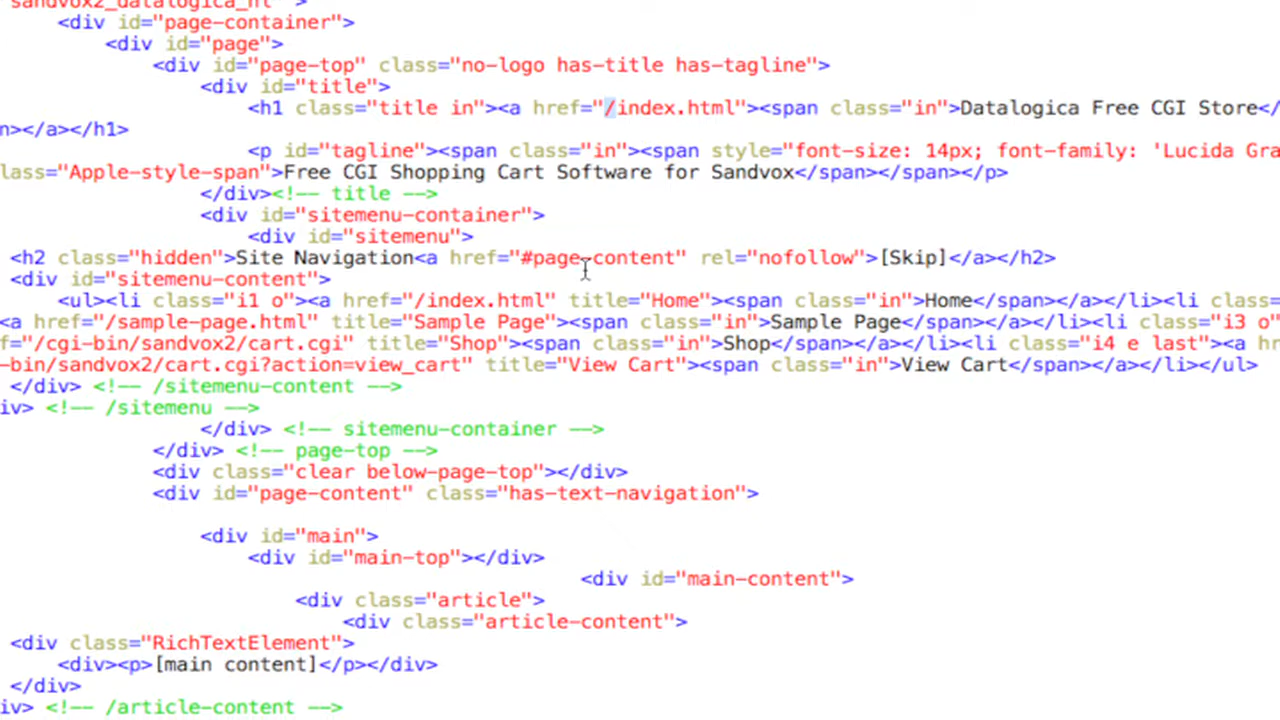 sandvox2_datalogica_nt" >
<div id="page-container">
<div id="page">
<div id="page-top" class="no-logo has-title has-tagline">
<div id="title">
<h1 class="title in"><a href="/index.html"><span class="in">Datalogica Free CGI Store</
n></a></h1>
<p id="tagline"><span class="in"><span style="font-size: 14px; font-family: 'Lucida Gra
lass="Apple-style-span">Free CGI Shopping Cart Software for Sandvox</span></span></p>
</div><!-- title -->
<div id="sitemenu-container">
<div id="sitemenu">
<h2 class="hidden">Site Navigation<a href="#page-content" rel="nofollow">[Skip]</a></h2>
<div id="sitemenu-content">
<ul><li class="i1 o"><a href="/index.html" title="Home"><span class="in">Home</span></a></li><li class=
<a href="/sample-page.html" title="Sample Page"><span class="in">Sample Page</span></a></li><li class="i3 o"
f="/cgi-bin/sandvox2/cart.cgi" title="Shop"><span class="in">Shop</span></a></li><li class="i4 e last"><a hr
-bin/sandvox2/cart.cgi?action=view_cart" title="View Cart"><span class="in">View Cart</span></a></li></ul>
</div> <!-- /sitemenu-content -->
iv> <!-- /sitemenu -->
</div> <!-- sitemenu-container -->
</div> <!-- page-top -->
<div class="clear below-page-top"></div>
<div id="page-content" class="has-text-navigation">
<div id="main">
<div id="main-top"></div>
<div id="main-content">
<div class="article">
<div class="article-content">
<div class="RichTextElement">
<div><p>[main content]</p></div>
</div>
iv> <!-- /article-content -->